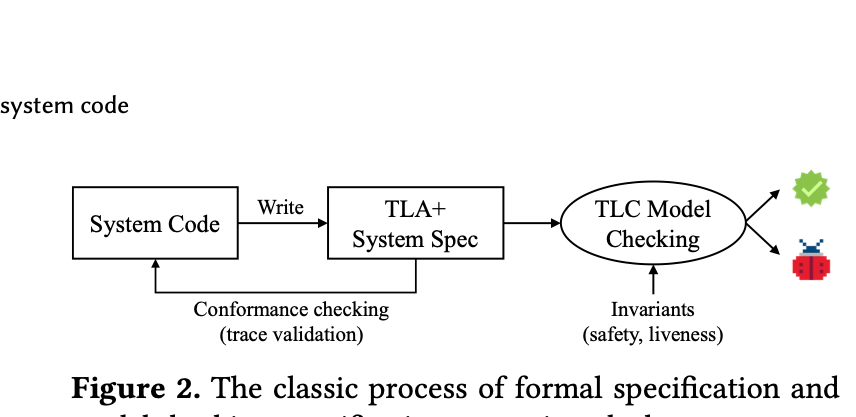 system code
System Code
Write
TLA+
System Spec
TLC Model
Checking
Conformance checking
(trace validation)
Invariants
(safety, liveness)
Figure 2. The classic process of formal specification and